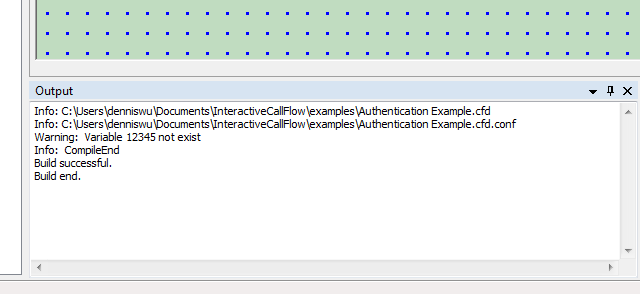 Output
Info: C:\Users\denniswu\Documents\InteractiveCallFlow\examples\Authentication Example.cfd
Info: C:\Users\denniswu\Documents\InteractiveCallFlow\examples\Authentication Example.cfd.conf
Warning:  Variable 12345 not exist
Info:  CompileEnd
Build successful.
Build end.